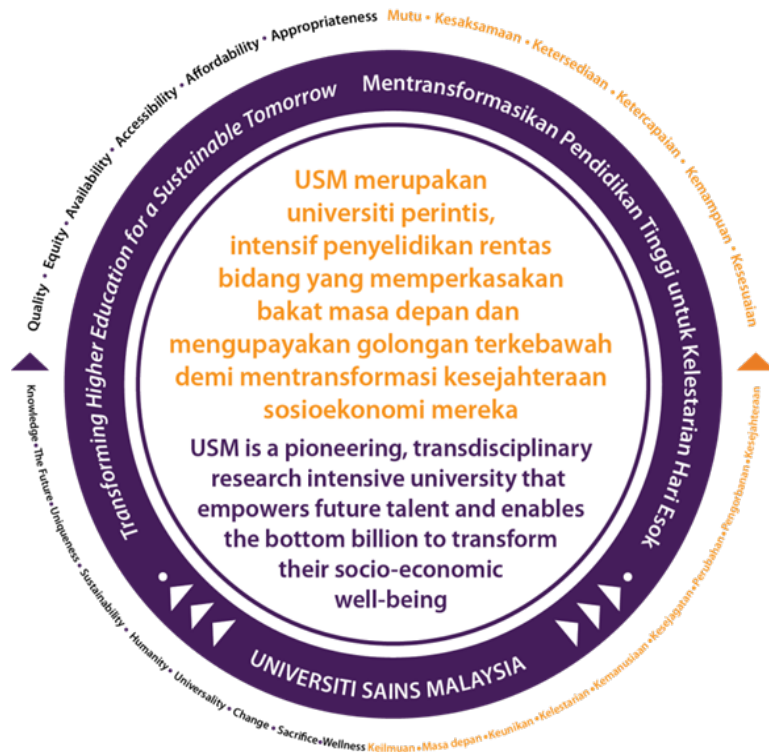 Quality • Equity • Availability • Accessibility • Affordability • Appropriateness
Mutu • Kesaksamaan • Ketersediaan • Ketercapaian • Kemampuan • Kesesuaian
Transforming Higher Education for a Sustainable Tomorrow
Mentransformasikan Pendidikan Tinggi untuk Kelestarian Hari Esok
USM merupakan
universiti perintis,
intensif penyelidikan rentas
bidang yang memperkasakan
bakat masa depan dan
mengupayakan golongan terkebawah
demi mentransformasi kesejahteraan
sosioekonomi mereka
USM is a pioneering, transdisciplinary
research intensive university that
empowers future talent and enables
the bottom billion to transform
their socio-economic
well-being
UNIVERSITI SAINS MALAYSIA
Knowledge • The Future • Uniqueness • Sustainability • Humanity • Universality • Change • Sacrifice • Wellness
Keilmuan • Masa depan • Keunikan • Kelestarian • Kemanusiaan • Kesejagatan • Perubahan • Pengorbanan • Kesejahteraan